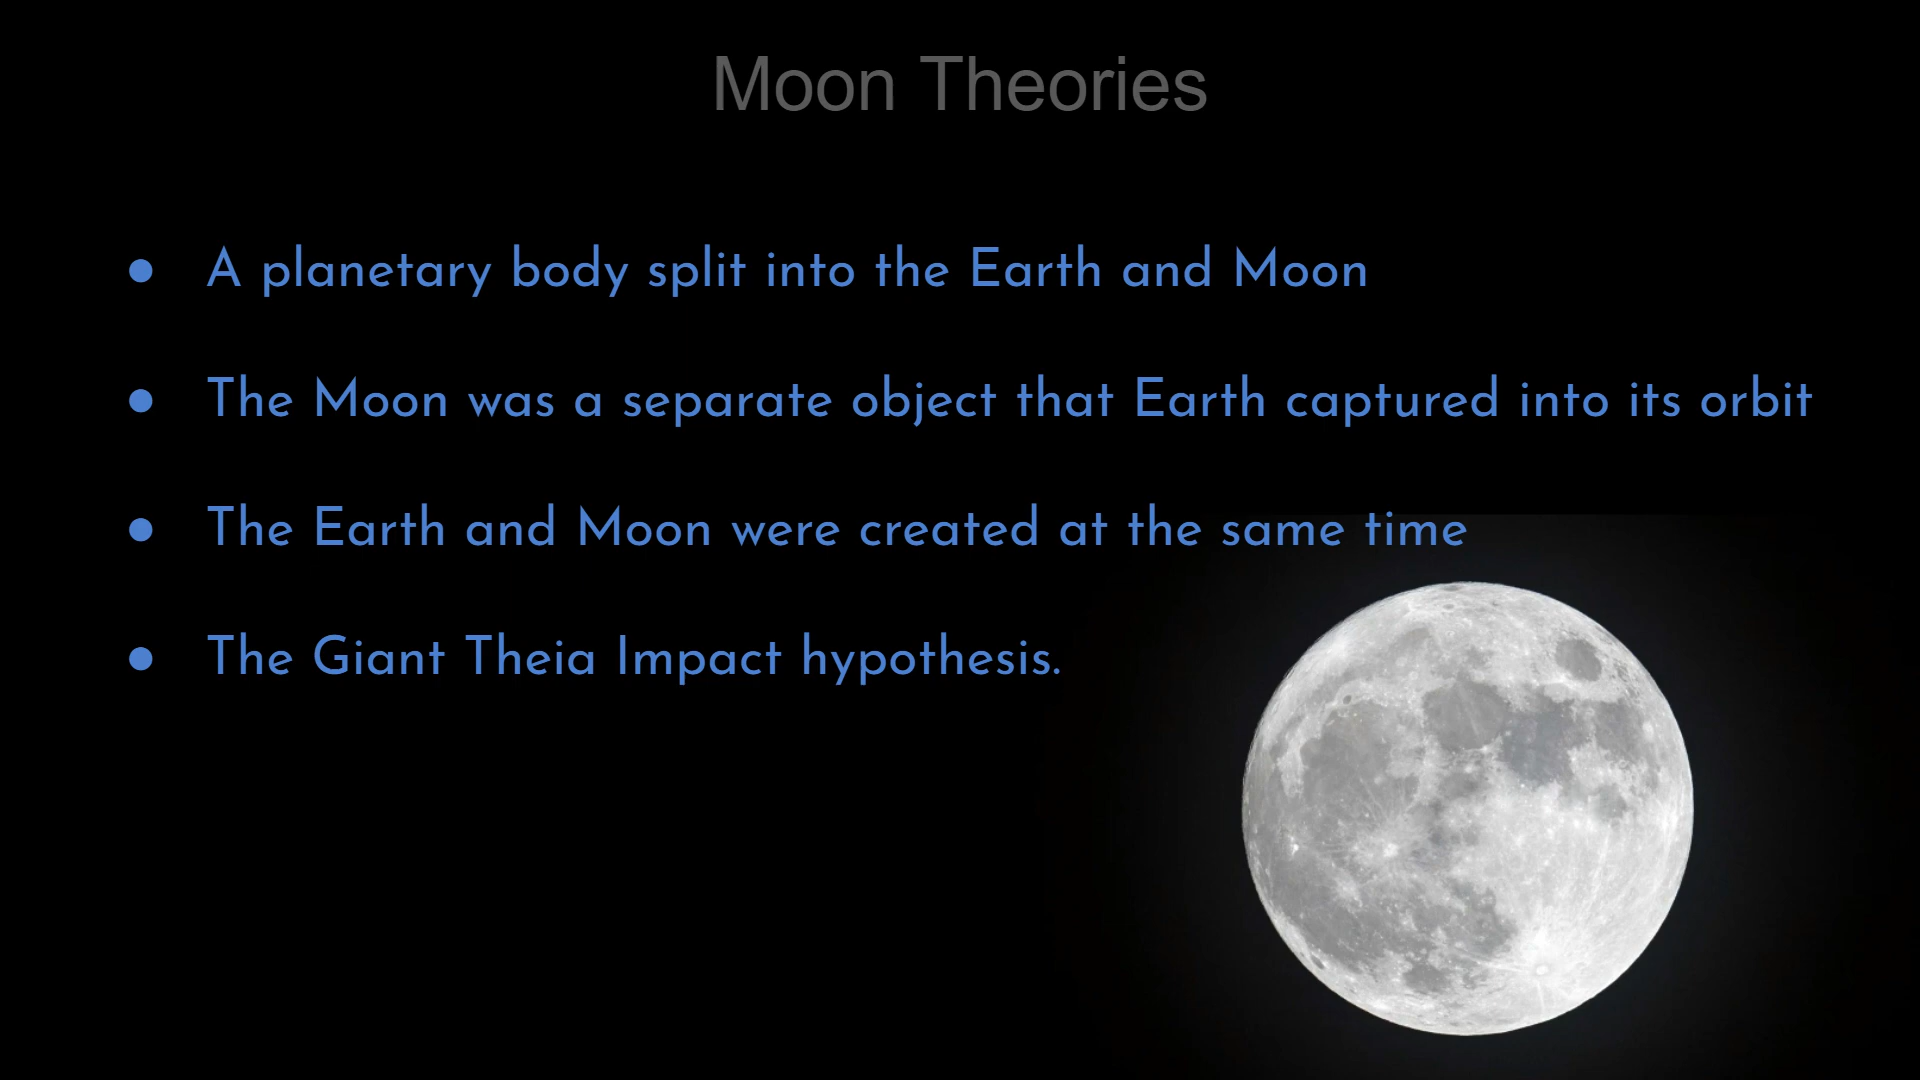 Moon Theories
● A planetary body split into the Earth and Moon
● The Moon was a separate object that Earth captured into its orbit
● The Earth and Moon were created at the same time
● The Giant Theia Impact hypothesis.